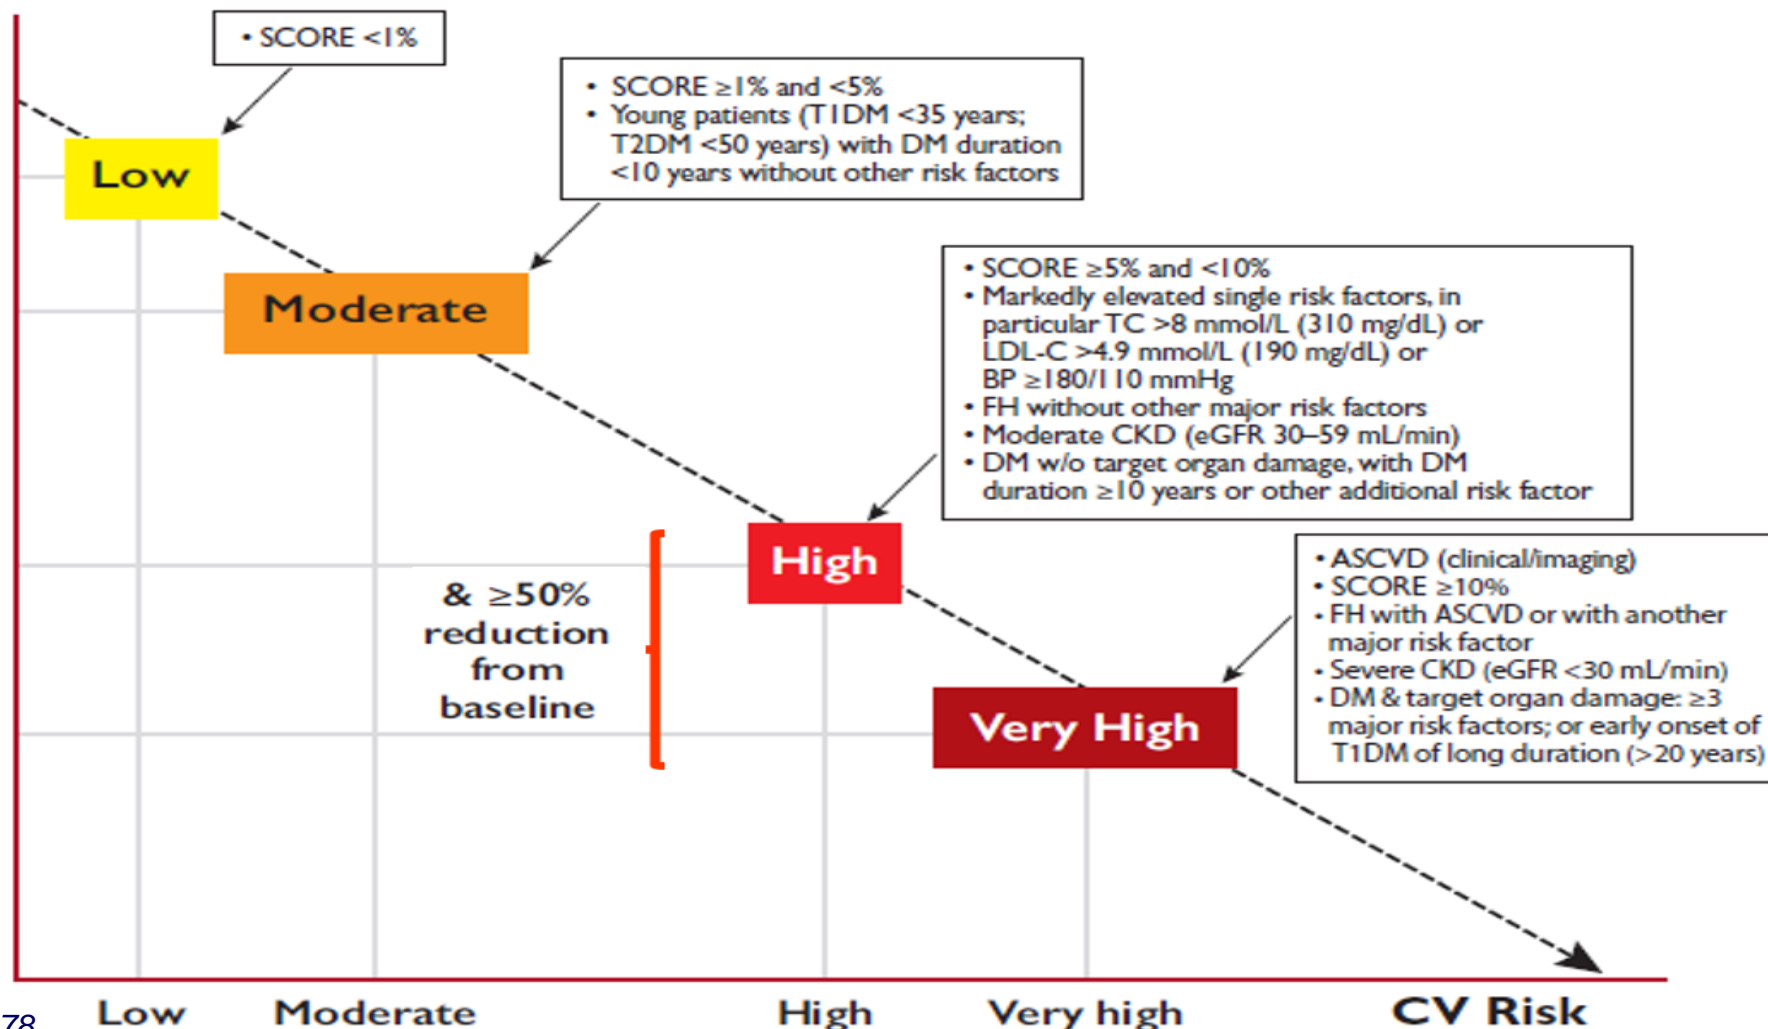 • SCORE <1%
• SCORE ≥1% and <5%
• Young patients (T1DM <35 years;
T2DM <50 years) with DM duration
<10 years without other risk factors
Low
Moderate
• SCORE ≥5% and <10%
• Markedly elevated single risk factors, in
particular TC >8 mmol/L (310 mg/dL) or
LDL-C >4.9 mmol/L (190 mg/dL) or
BP ≥180/110 mmHg
• FH without other major risk factors
• Moderate CKD (eGFR 30–59 mL/min)
• DM w/o target organ damage, with DM
duration ≥10 years or other additional risk factor
High
& ≥50%
reduction
from
baseline
• ASCVD (clinical/imaging)
• SCORE ≥10%
• FH with ASCVD or with another
major risk factor
• Severe CKD (eGFR <30 mL/min)
• DM & target organ damage: ≥3
major risk factors; or early onset of
T1DM of long duration (>20 years)
Very High
78
Low Moderate High Very high CV Risk